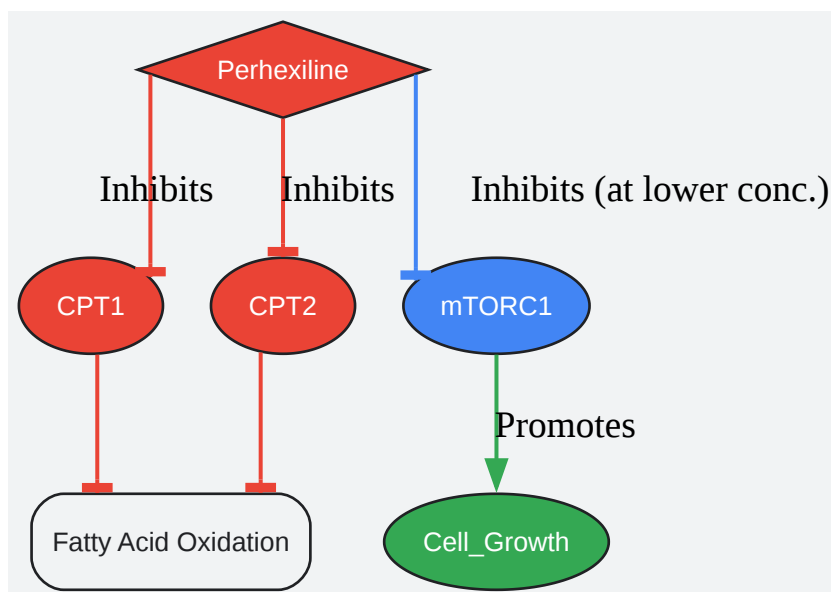 Perhexiline
Inhibits
Inhibits
Inhibits (at lower conc.)
CPT1
CPT2
mTORC1
Promotes
Fatty Acid Oxidation
Cell_Growth